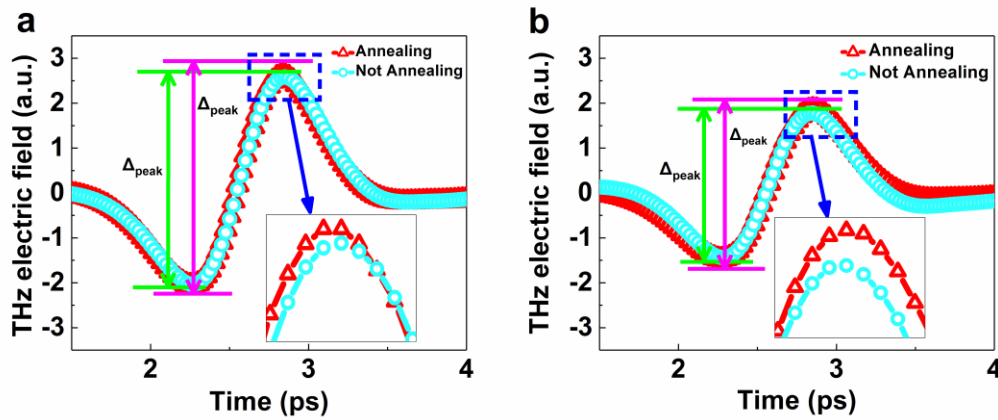 a
THz electric field (a.u.)
3
2
1
0
-1
-2
-3
Annealing
Not Annealing
Δpeak
Δpeak
2 3 4
Time (ps)
b
THz electric field (a.u.)
3
2
1
0
-1
-2
-3
Annealing
Not Annealing
Δpeak
Δpeak
2 3 4
Time (ps)